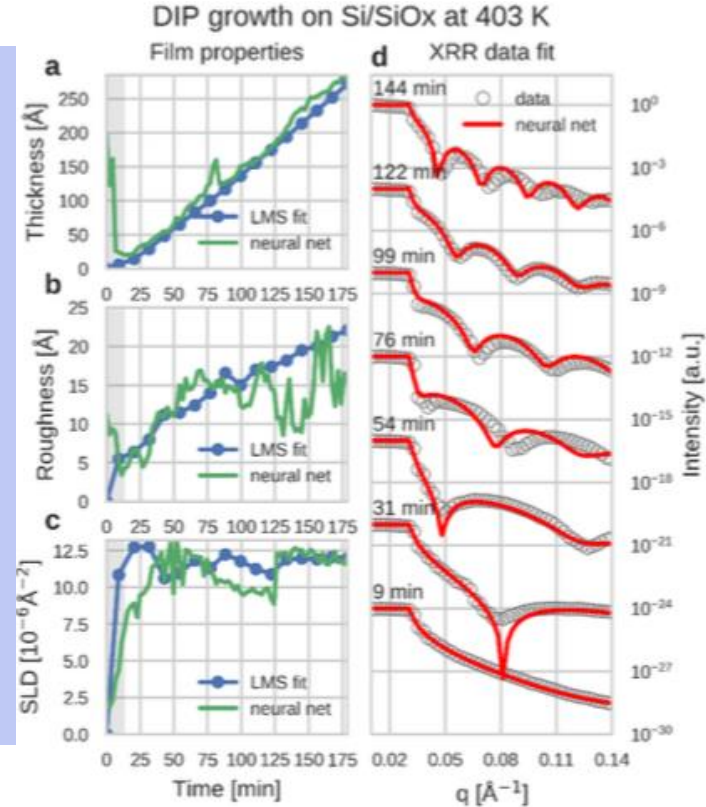 DIP growth on Si/SiOx at 403 K
Film properties
a
Thickness [Å]
250
200
150
100
50
0
LMS fit
neural net
0 25 50 75 100 125 150 175
b
Roughness [Å]
25
20
15
10
5
0
LMS fit
neural net
0 25 50 75 100 125 150 175
c
SLD [10⁻⁶Å⁻²]
12.5
10.0
7.5
5.0
2.5
0.0
LMS fit
neural net
0 25 50 75 100 125 150 175
Time [min]
d
XRR data fit
data
neural net
144 min
122 min
99 min
76 min
54 min
31 min
9 min
10⁰
10⁻³
10⁻⁶
10⁻⁹
10⁻¹²
10⁻¹⁵
10⁻¹⁸
10⁻²¹
10⁻²⁴
10⁻²⁷
10⁻³⁰
Intensity [a.u.]
0.02 0.05 0.08 0.11 0.14
q [Å⁻¹]